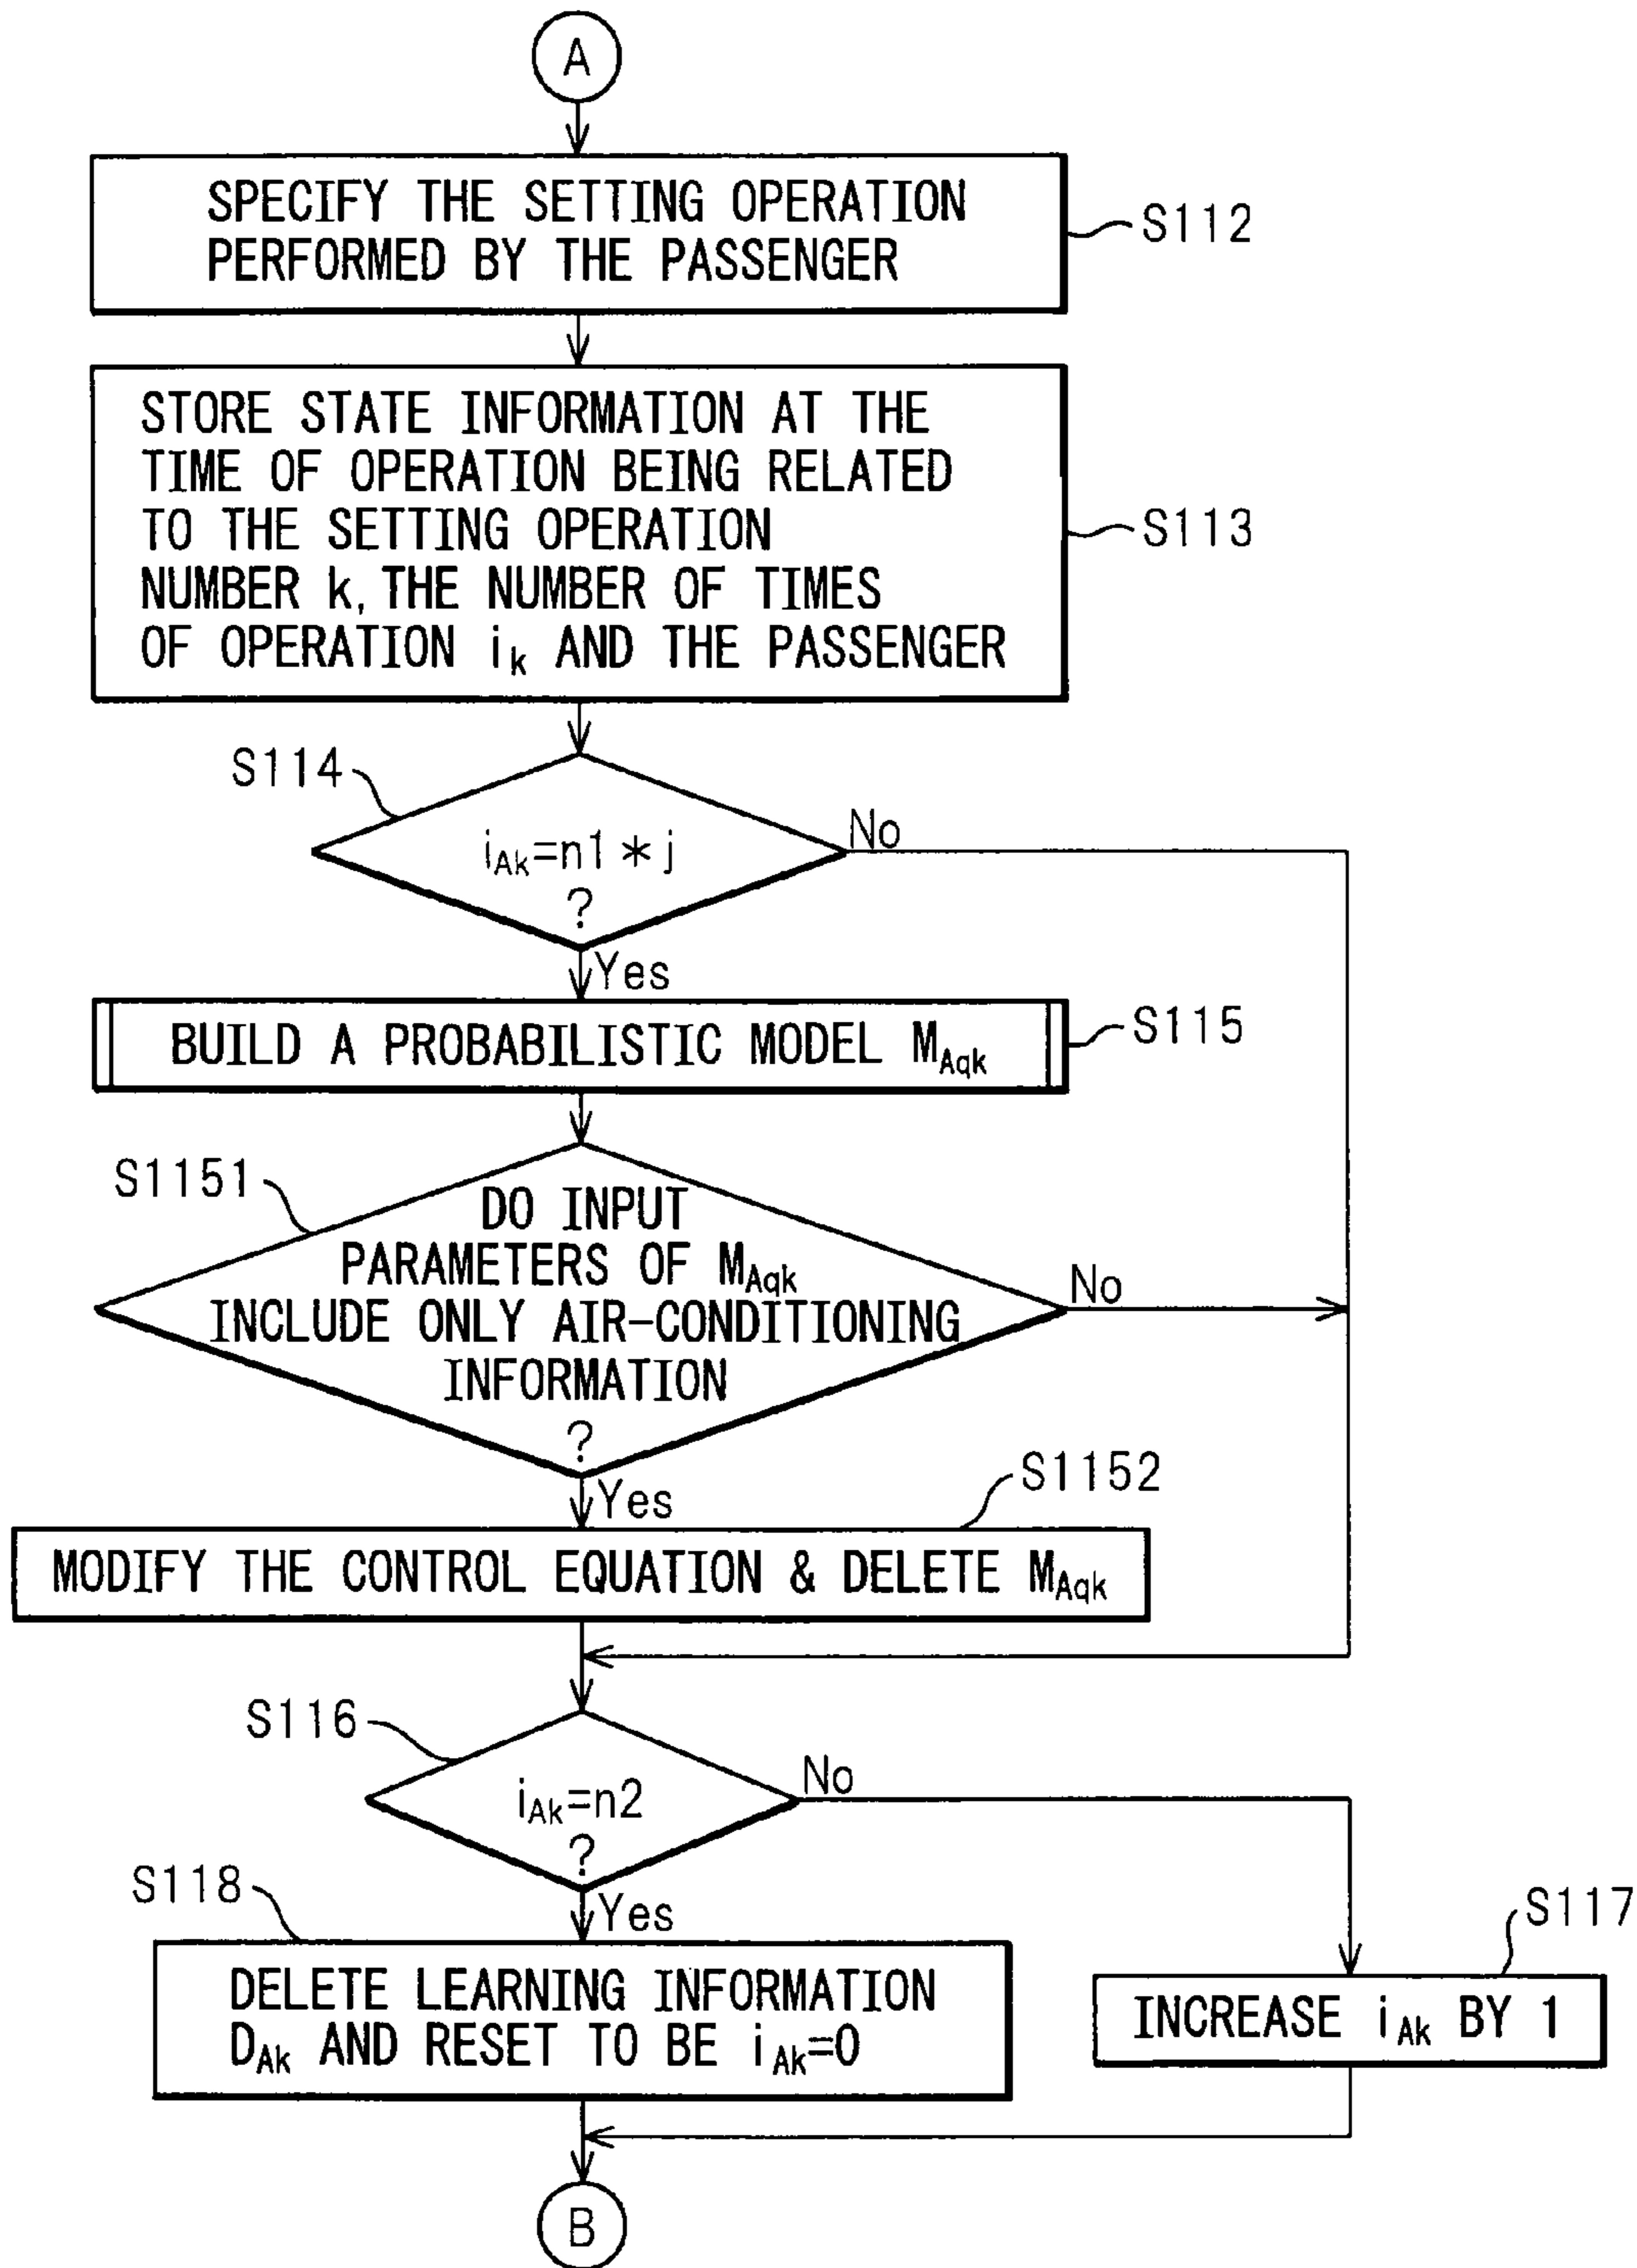 A
SPECIFY THE SETTING OPERATION
PERFORMED BY THE PASSENGER
S112
STORE STATE INFORMATION AT THE
TIME OF OPERATION BEING RELATED
TO THE SETTING OPERATION
NUMBER k, THE NUMBER OF TIMES
OF OPERATION ik AND THE PASSENGER
S113
S114
iAk=n1*j
?
No
Yes
BUILD A PROBABILISTIC MODEL MAqk
S115
S1151
DO INPUT
PARAMETERS OF MAqk
INCLUDE ONLY AIR-CONDITIONING
INFORMATION
?
No
Yes
S1152
MODIFY THE CONTROL EQUATION & DELETE MAqk
S116
iAk=n2
?
No
Yes
S118
DELETE LEARNING INFORMATION
DAk AND RESET TO BE iAk=0
S117
INCREASE iAk BY 1
B